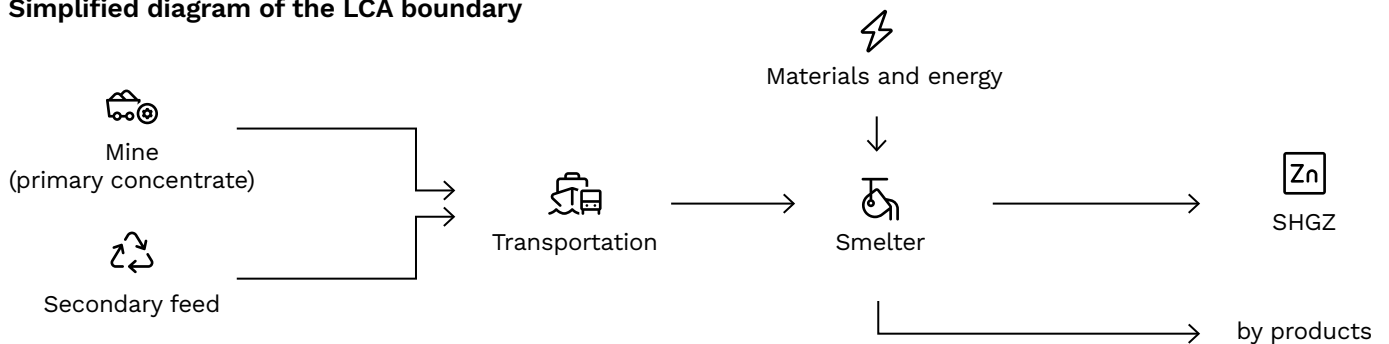 Simplified diagram of the LCA boundary
Materials and energy
Mine
(primary concentrate)
Zn
SHGZ
Transportation
Smelter
Secondary feed
by products